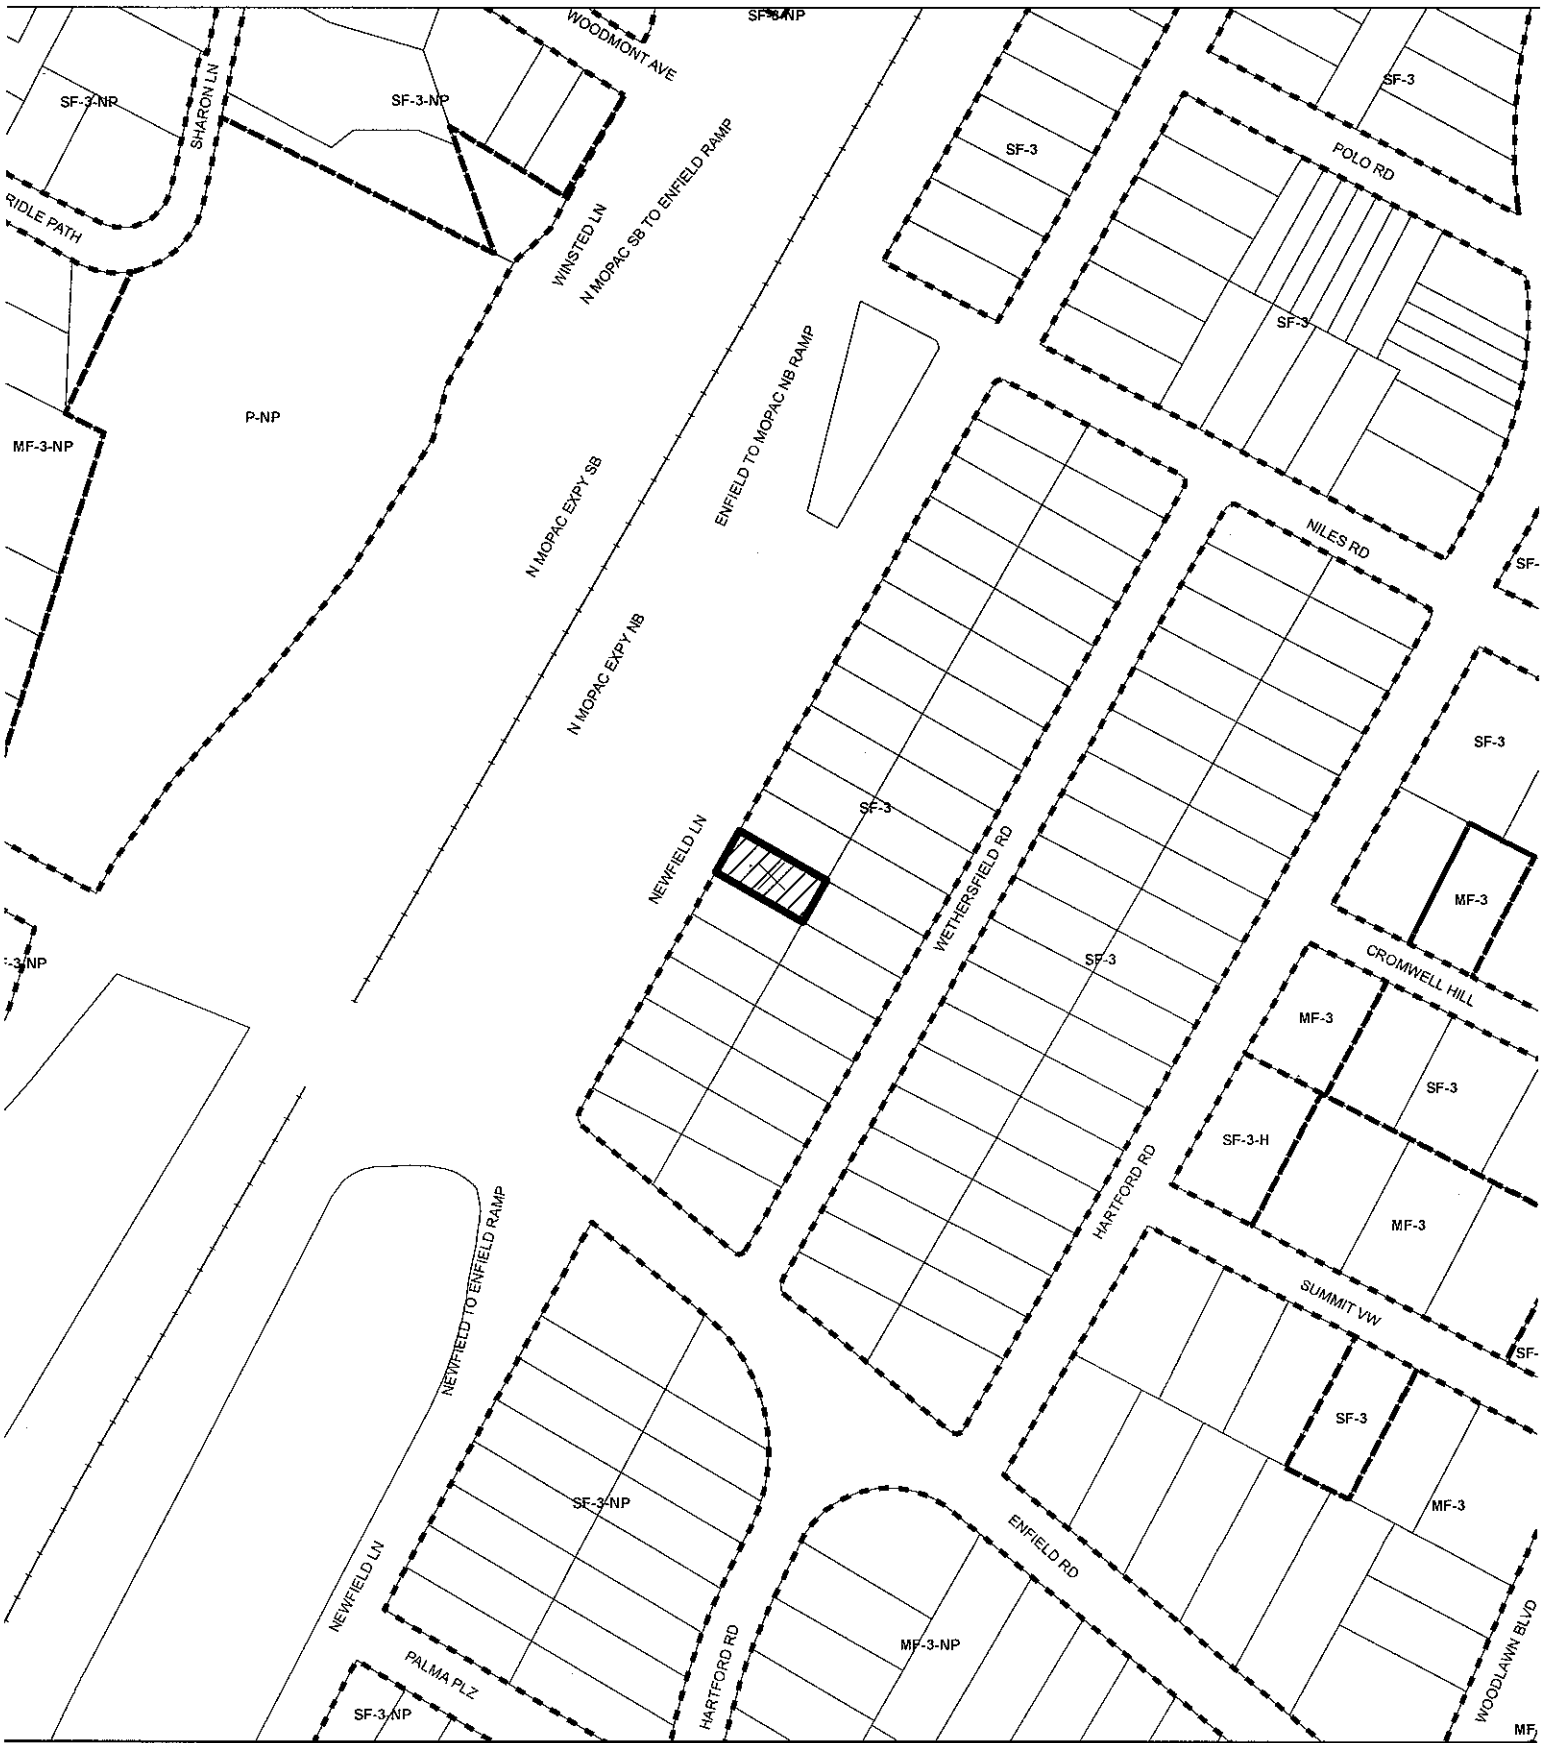 SF-3-NP
WOODMONT AVE
SF-3-NP
SHARON LN
SF-3-NP
SF-3
SF-3
POLO RD
RIDLE PATH
WINSTED LN
N MOPAC SB TO ENFIELD RAMP
SF-3
ENFIELD TO MOPAC NB RAMP
P-NP
MF-3-NP
N MOPAC EXPY SB
NILES RD
SF-
N MOPAC EXPY NB
SF-3
SF-3
NEWFIELD LN
WETHERSFIELD RD
MF-3
-3-NP
SF-3
CROMWELL HILL
MF-3
SF-3
SF-3-H
HARTFORD RD
MF-3
NEWFIELD TO ENFIELD RAMP
SUMMIT VW
SF-
SF-3
SF-3-NP
MF-3
ENFIELD RD
NEWFIELD LN
HARTFORD RD
MF-3-NP
WOODLAWN BLVD
PALMA PLZ
SF-3-NP
MF